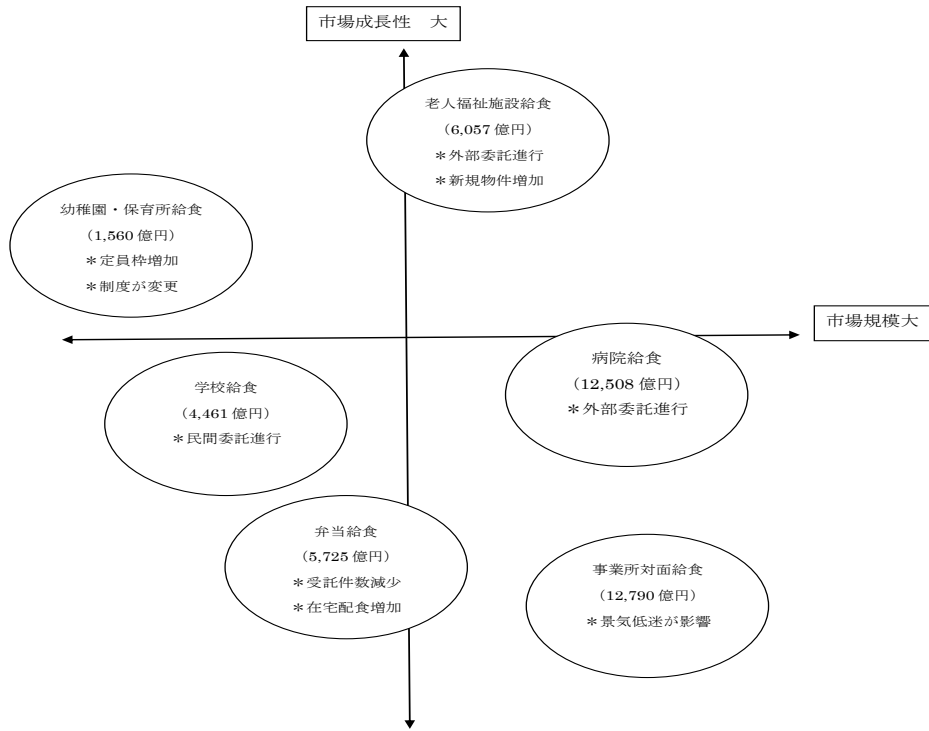 市場成長性　大
老人福祉施設給食
（6,057 億円）
＊外部委託進行
＊新規物件増加
幼稚園・保育所給食
（1,560 億円）
＊定員枠増加
＊制度が変更
市場規模大
病院給食
（12,508 億円）
＊外部委託進行
学校給食
（4,461 億円）
＊民間委託進行
弁当給食
（5,725 億円）
＊受託件数減少
＊在宅配食増加
事業所対面給食
（12,790 億円）
＊景気低迷が影響